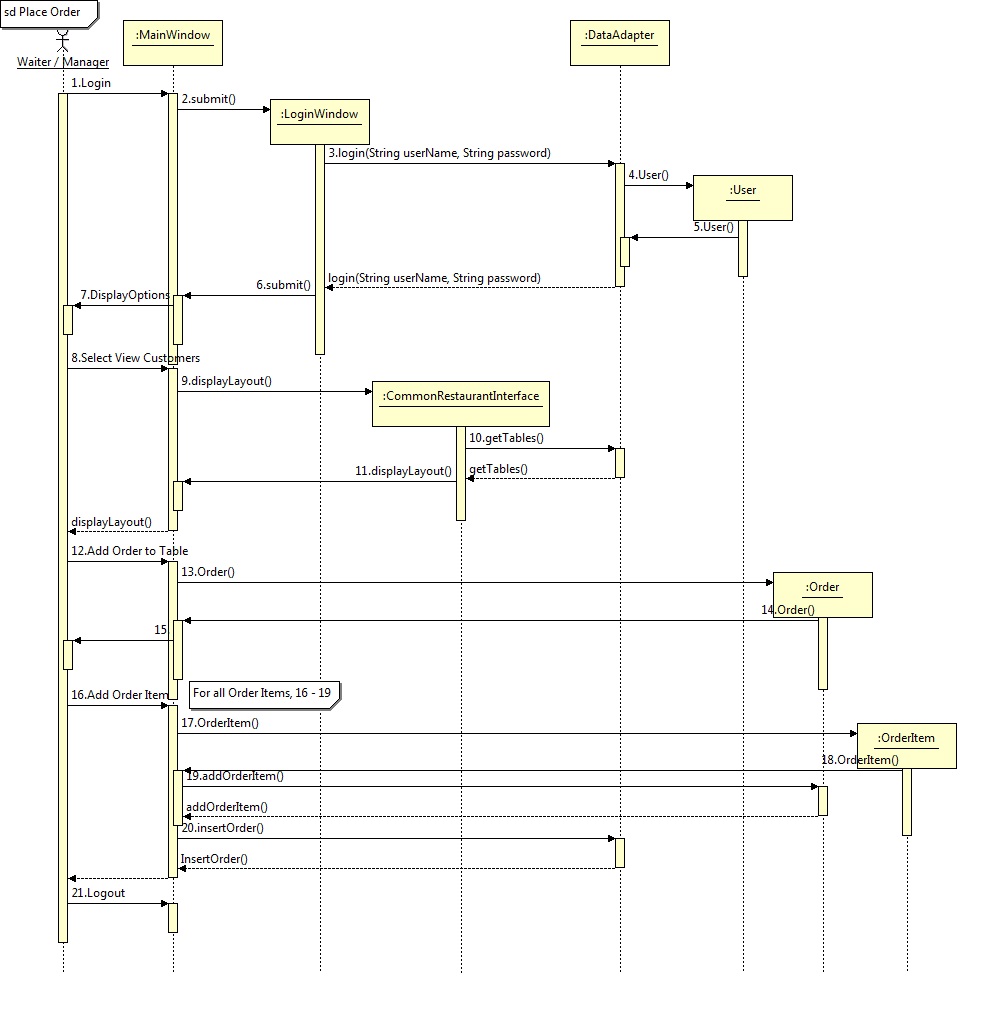 sd Place Order
Waiter / Manager
:MainWindow
:DataAdapter
1.Login
2.submit()
:LoginWindow
3.login(String userName, String password)
4.User()
:User
5.User()
login(String userName, String password)
6.submit()
7.DisplayOptions
8.Select View Customers
9.displayLayout()
:CommonRestaurantInterface
10.getTables()
getTables()
11.displayLayout()
displayLayout()
12.Add Order to Table
13.Order()
:Order
14.Order()
15.
16.Add Order Item
For all Order Items, 16 - 19
17.OrderItem()
:OrderItem
18.OrderItem()
19.addOrderItem()
addOrderItem()
20.insertOrder()
InsertOrder()
21.Logout